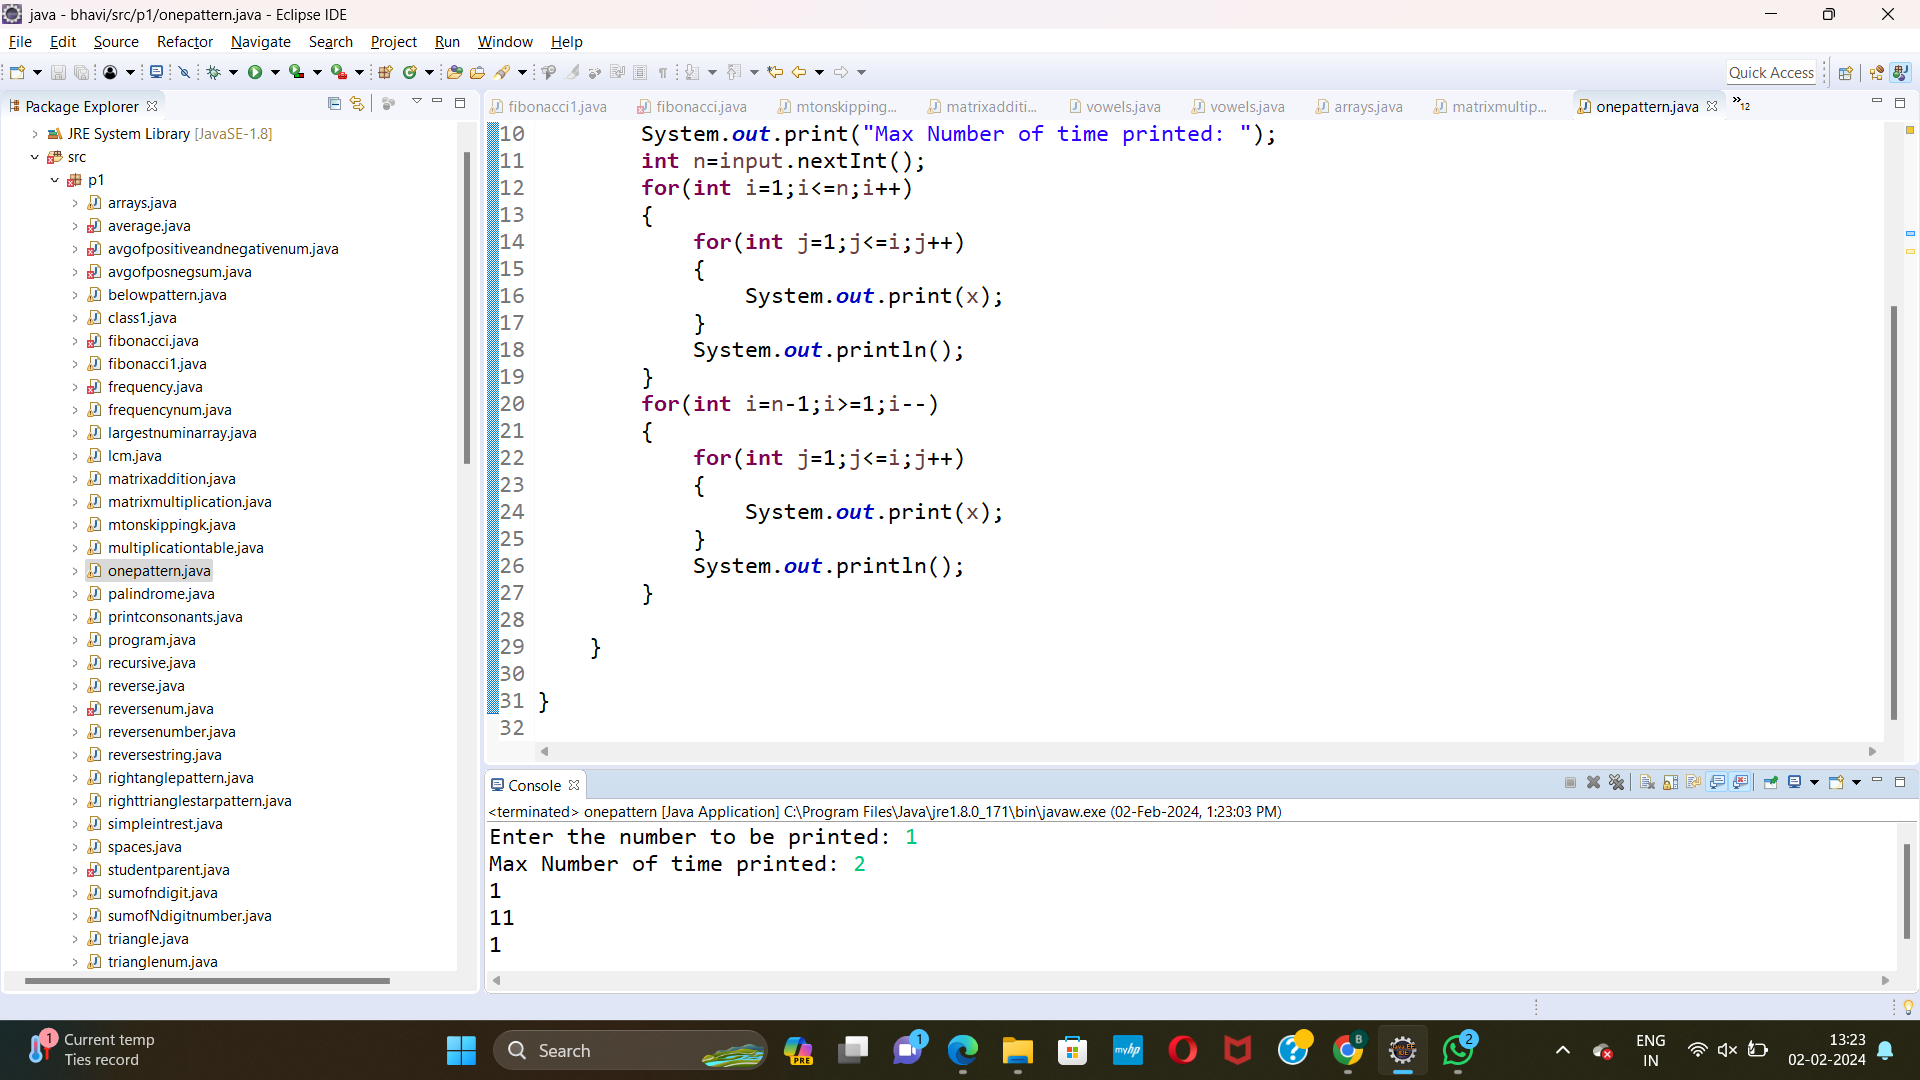 java - bhavi/src/p1/onepattern.java - Eclipse IDE
File Edit Source Refactor Navigate Search Project Run Window Help
Quick Access
Package Explorer
JRE System Library [JavaSE-1.8]
src
p1
arrays.java
average.java
avgofpositiveandnegativenum.java
avgofposnegsum.java
belowpattern.java
class1.java
fibonacci.java
fibonacci1.java
frequency.java
frequencynum.java
largestnuminarray.java
lcm.java
matrixaddition.java
matrixmultiplication.java
mtonskippingk.java
multiplicationtable.java
onepattern.java
palindrome.java
printconsonants.java
program.java
recursive.java
reverse.java
reversenum.java
reversenumber.java
reversestring.java
rightanglepattern.java
righttrianglestarpattern.java
simpleintrest.java
spaces.java
studentparent.java
sumofndigit.java
sumofNdigitnumber.java
triangle.java
trianglenum.java
fibonacci1.java fibonacci.java mtonskipping... matrixadditi... vowels.java vowels.java arrays.java matrixmultip... onepattern.java »12
10 System.out.print("Max Number of time printed: ");
11 int n=input.nextInt();
12 for(int i=1;i<=n;i++)
13 {
14 for(int j=1;j<=i;j++)
15 {
16 System.out.print(x);
17 }
18 System.out.println();
19 }
20 for(int i=n-1;i>=1;i--)
21 {
22 for(int j=1;j<=i;j++)
23 {
24 System.out.print(x);
25 }
26 System.out.println();
27 }
28
29 }
30
31 }
32
Console
<terminated> onepattern [Java Application] C:\Program Files\Java\jre1.8.0_171\bin\javaw.exe (02-Feb-2024, 1:23:03 PM)
Enter the number to be printed: 1
Max Number of time printed: 2
1
11
1
1
Current temp
Ties record
Search
PRE
1
myhp
B
JAVA EE
IDE
2
ENG
IN
13:23
02-02-2024